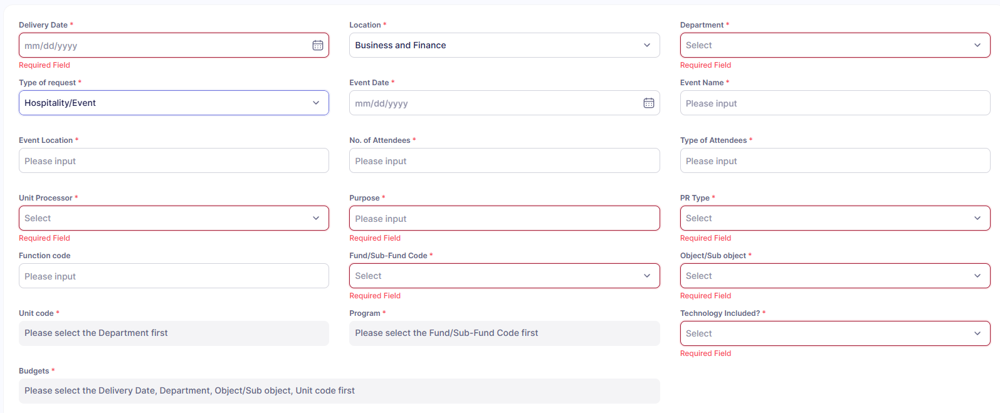 Delivery Date * Location * Department *
mm/dd/yyyy Business and Finance Select
Required Field Required Field
Type of request * Event Date * Event Name *
Hospitality/Event mm/dd/yyyy Please input
Event Location * No. of Attendees * Type of Attendees *
Please input Please input Please input
Unit Processor * Purpose * PR Type *
Select Please input Select
Required Field Required Field Required Field
Function code Fund/Sub-Fund Code * Object/Sub object *
Please input Select Select
Required Field Required Field
Unit code * Program * Technology Included? *
Please select the Department first Please select the Fund/Sub-Fund Code first Select
Required Field
Budgets *
Please select the Delivery Date, Department, Object/Sub object, Unit code first